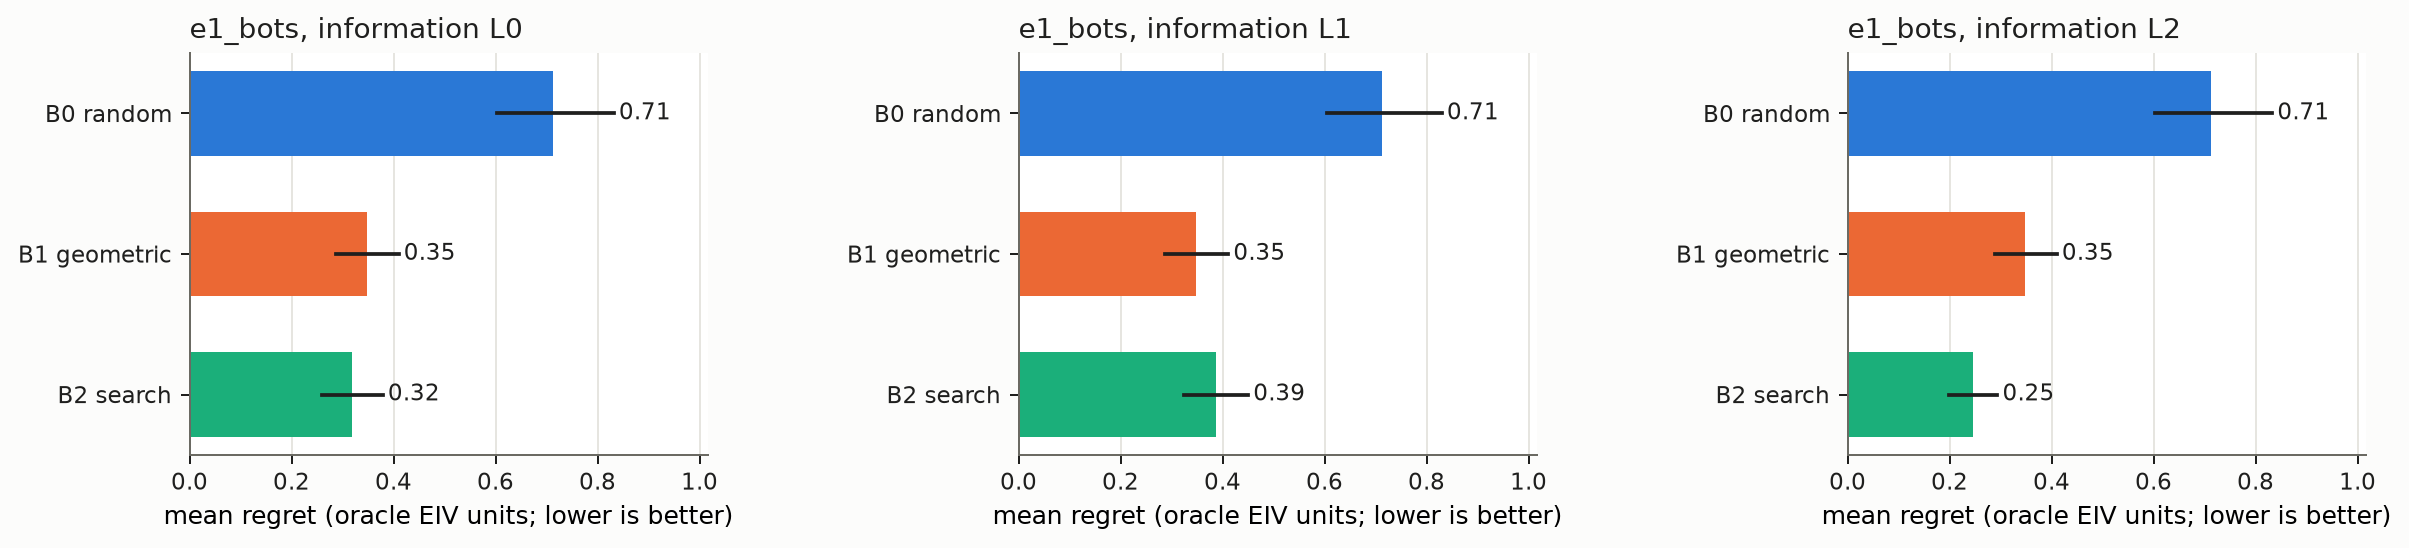 e1_bots, information L0
B0 random
0.71
B1 geometric
0.35
B2 search
0.32
0.0 0.2 0.4 0.6 0.8 1.0
mean regret (oracle EIV units; lower is better)
e1_bots, information L1
B0 random
0.71
B1 geometric
0.35
B2 search
0.39
0.0 0.2 0.4 0.6 0.8 1.0
mean regret (oracle EIV units; lower is better)
e1_bots, information L2
B0 random
0.71
B1 geometric
0.35
B2 search
0.25
0.0 0.2 0.4 0.6 0.8 1.0
mean regret (oracle EIV units; lower is better)